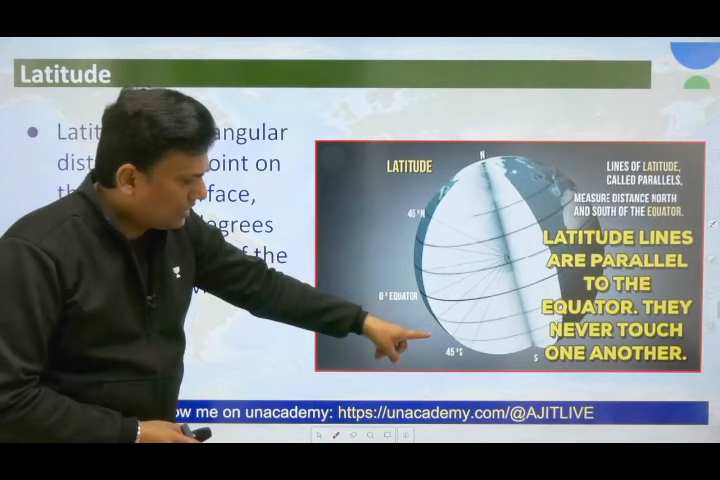 Latitude
Latit angular
dist oint on
th rface,
egrees
f the
LATITUDE
N
LINES OF LATITUDE,
CALLED PARALLELS,
MEASURE DISTANCE NORTH
AND SOUTH OF THE EQUATOR.
45 °N
LATITUDE LINES
ARE PARALLEL
TO THE
EQUATOR. THEY
NEVER TOUCH
ONE ANOTHER.
0 ° EQUATOR
45 °S
S
ow me on unacademy: https://unacademy.com/@AJITLIVE